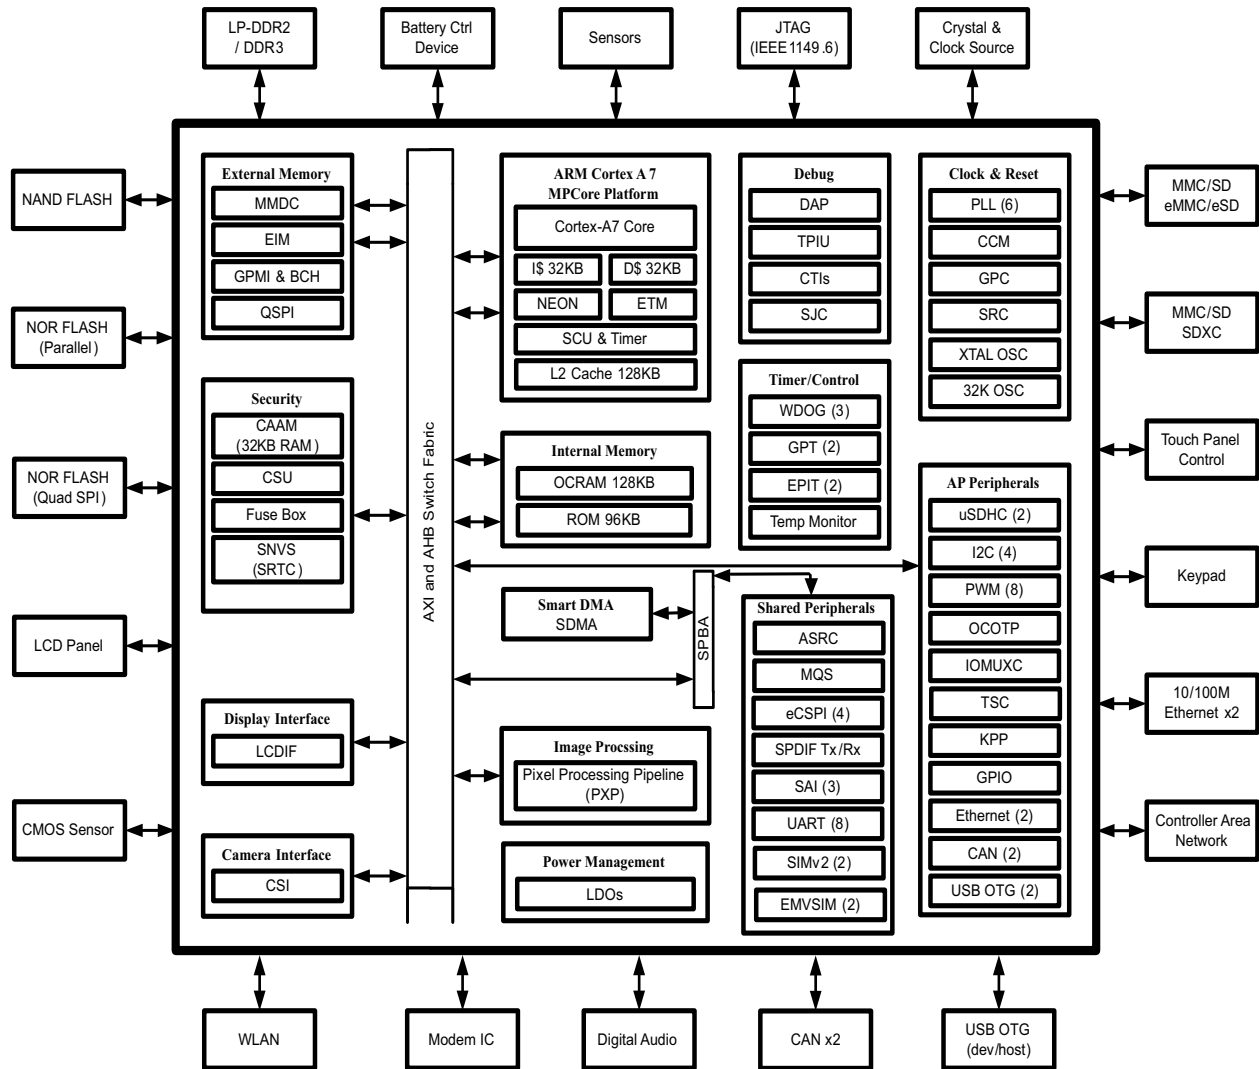 LP-DDR2
/ DDR3
Battery Ctrl
Device
Sensors
JTAG
(IEEE1149.6)
Crystal &
Clock Source
NAND FLASH
NOR FLASH
(Parallel)
NOR FLASH
(Quad SPI)
LCD Panel
CMOS Sensor
External Memory
MMDC
EIM
GPMI & BCH
QSPI
Security
CAAM
(32KB RAM)
CSU
Fuse Box
SNVS
(SRTC)
Display Interface
LCDIF
Camera Interface
CSI
AXI and AHB Switch Fabric
ARM Cortex A 7
MPCore Platform
Cortex-A7 Core
I$ 32KB
D$ 32KB
NEON
ETM
SCU & Timer
L2 Cache 128KB
Internal Memory
OCRAM 128KB
ROM 96KB
Smart DMA
SDMA
SPBA
Image Procssing
Pixel Processing Pipeline
(PXP)
Power Management
LDOs
Debug
DAP
TPIU
CTIs
SJC
Timer/Control
WDOG (3)
GPT (2)
EPIT (2)
Temp Monitor
Shared Peripherals
ASRC
MQS
eCSPI (4)
SPDIF Tx/Rx
SAI (3)
UART (8)
SIMv2 (2)
EMVSIM (2)
Clock & Reset
PLL (6)
CCM
GPC
SRC
XTAL OSC
32K OSC
AP Peripherals
uSDHC (2)
I2C (4)
PWM (8)
OCOTP
IOMUXC
TSC
KPP
GPIO
Ethernet (2)
CAN (2)
USB OTG (2)
MMC/SD
eMMC/eSD
MMC/SD
SDXC
Touch Panel
Control
Keypad
10/100M
Ethernet x2
Controller Area
Network
WLAN
Modem IC
Digital Audio
CAN x2
USB OTG
(dev/host)